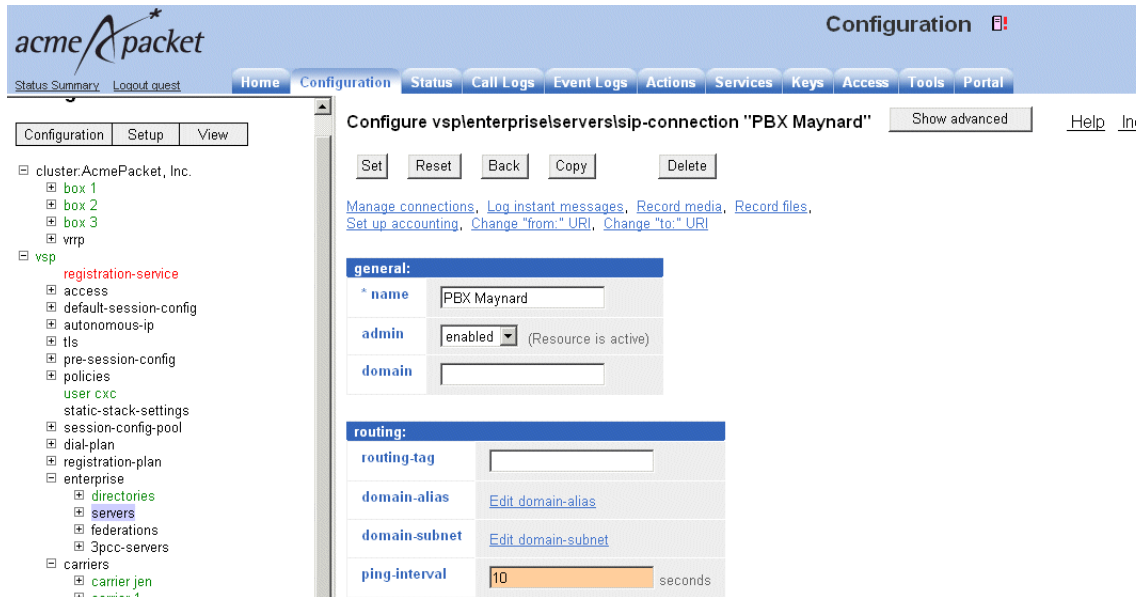 acme packet
Configuration
Status Summary Logout guest
Home Configuration Status Call Logs Event Logs Actions Services Keys Access Tools Portal
Configuration Setup View
cluster:AcmePacket, Inc.
box 1
box 2
box 3
vrrp
vsp
registration-service
access
default-session-config
autonomous-ip
tls
pre-session-config
policies
user cxc
static-stack-settings
session-config-pool
dial-plan
registration-plan
enterprise
directories
servers
federations
3pcc-servers
carriers
carrier jen
Configure vsp\enterprise\servers\sip-connection "PBX Maynard" Show advanced Help
Set Reset Back Copy Delete
Manage connections, Log instant messages, Record media, Record files,
Set up accounting, Change "from:" URI, Change "to:" URI
general:
* name PBX Maynard
admin enabled (Resource is active)
domain
routing:
routing-tag
domain-alias Edit domain-alias
domain-subnet Edit domain-subnet
ping-interval 10 seconds